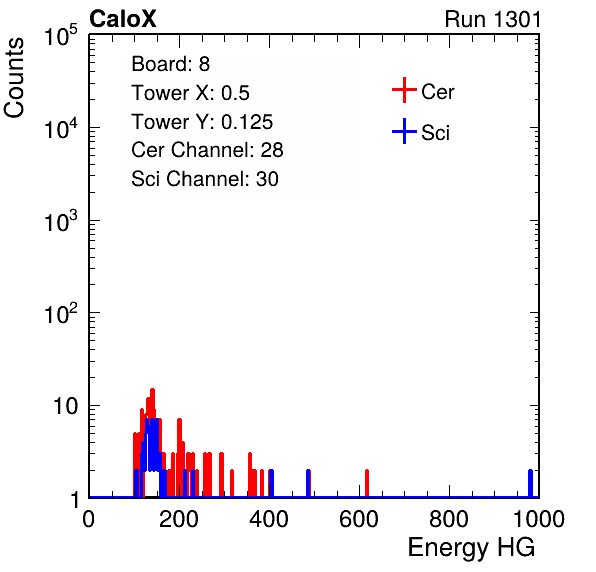 CaloX Run 1301
Counts
10^5
10^4
10^3
10^2
10
1
Board: 8
Tower X: 0.5
Tower Y: 0.125
Cer Channel: 28
Sci Channel: 30
Cer
Sci
0 200 400 600 800 1000
Energy HG